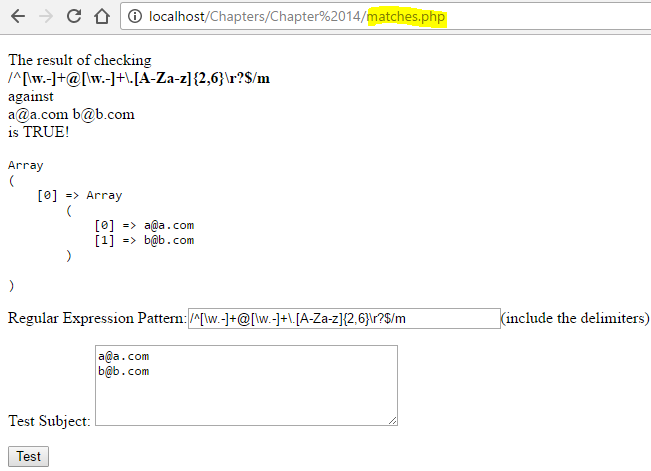 localhost/Chapters/Chapter%2014/matches.php
The result of checking
/^[\w.-]+@[\w.-]+\.[A-Za-z]{2,6}\r?$/m
against
a@a.com b@b.com
is TRUE!
Array
(
[0] => Array
(
[0] => a@a.com
[1] => b@b.com
)
)
Regular Expression Pattern: /^[\w.-]+@[\w.-]+\.[A-Za-z]{2,6}\r?$/m (include the delimiters)
a@a.com
b@b.com
Test Subject:
Test